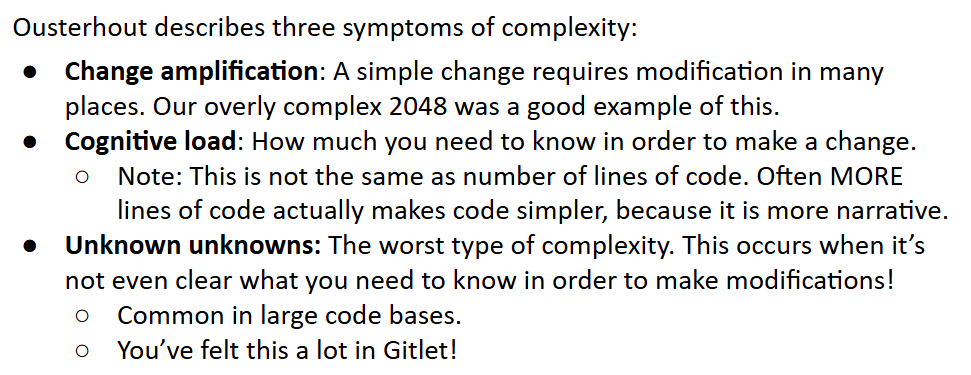 Ousterhout describes three symptoms of complexity:
● Change amplification: A simple change requires modification in many
places. Our overly complex 2048 was a good example of this.
● Cognitive load: How much you need to know in order to make a change.
○ Note: This is not the same as number of lines of code. Often MORE
lines of code actually makes code simpler, because it is more narrative.
● Unknown unknowns: The worst type of complexity. This occurs when it’s
not even clear what you need to know in order to make modifications!
○ Common in large code bases.
○ You’ve felt this a lot in Gitlet!